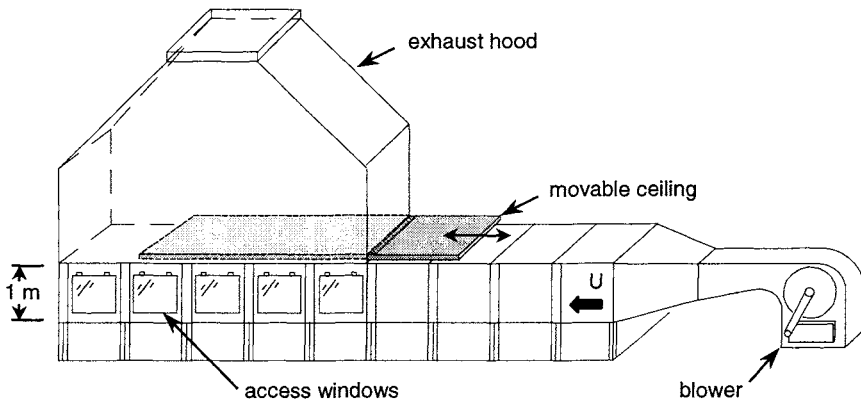 exhaust hood
movable ceiling
1 m
U
access windows
blower